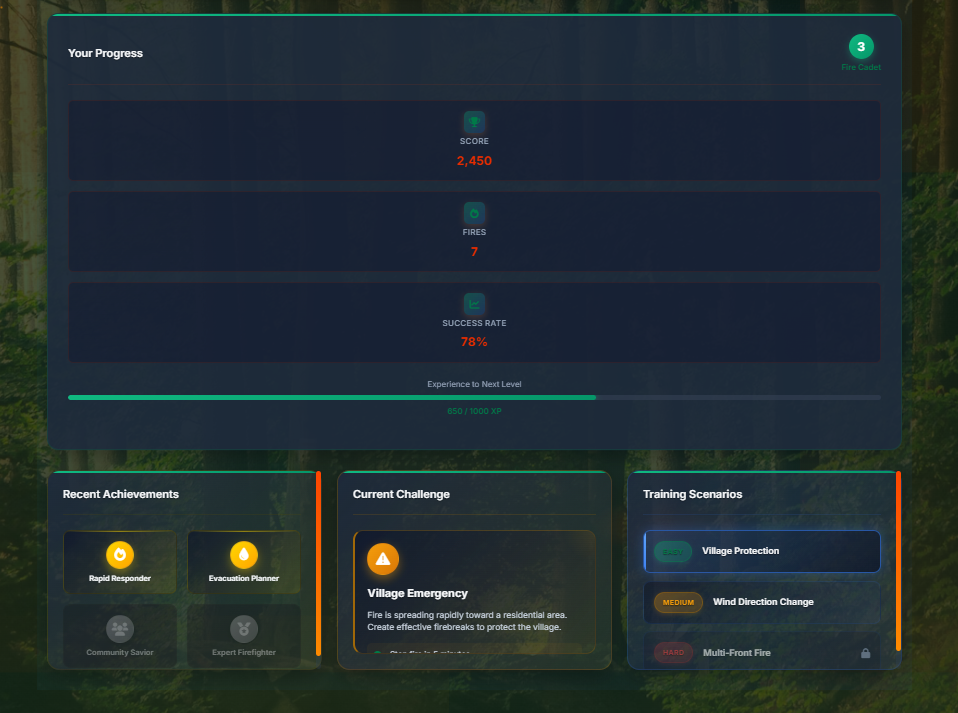 Your Progress
3
Fire Cadet
SCORE
2,450
FIRES
7
SUCCESS RATE
78%
Experience to Next Level
650 / 1000 XP
Recent Achievements
Rapid Responder
Evacuation Planner
Community Savior
Expert Firefighter
Current Challenge
Village Emergency
Fire is spreading rapidly toward a residential area.
Create effective firebreaks to protect the village.
Training Scenarios
EASY
Village Protection
MEDIUM
Wind Direction Change
HARD
Multi-Front Fire